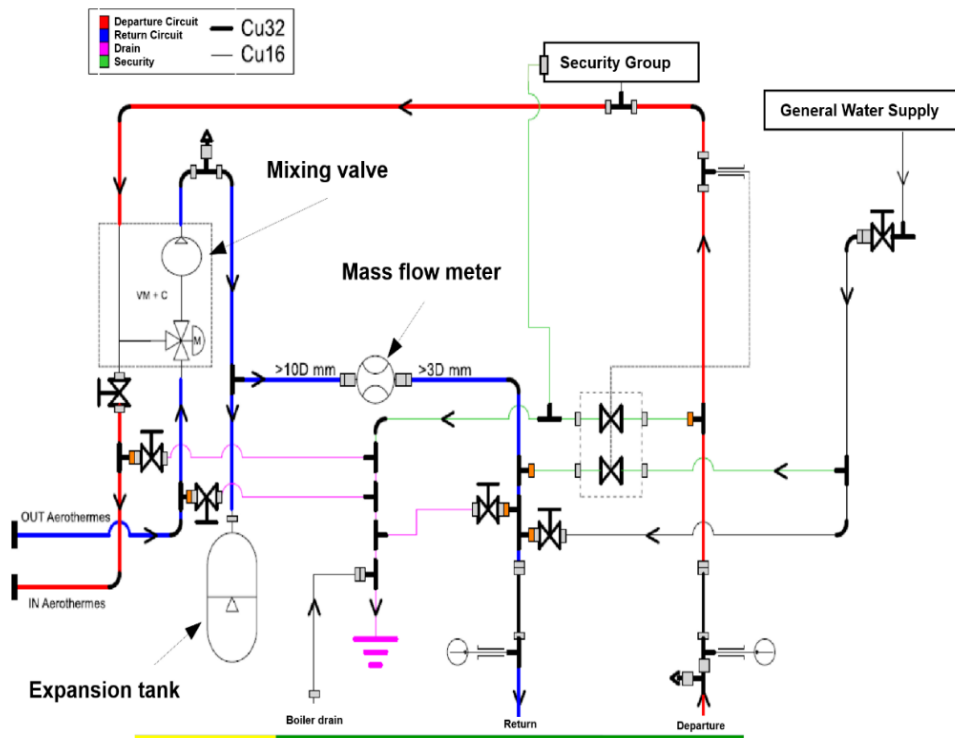 Departure Circuit
Return Circuit
Drain
Security
Cu32
Cu16
Security Group
General Water Supply
Mixing valve
Mass flow meter
VM + C
M
>10D mm
>3D mm
OUT Aerothermes
IN Aerothermes
Expansion tank
Boiler drain
Return
Departure